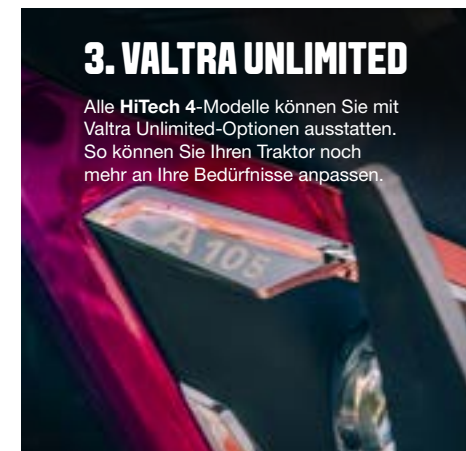 3. VALTRA UNLIMITED
Alle HiTech 4-Modelle können Sie mit
Valtra Unlimited-Optionen ausstatten.
So können Sie Ihren Traktor noch
mehr an Ihre Bedürfnisse anpassen.
A 105